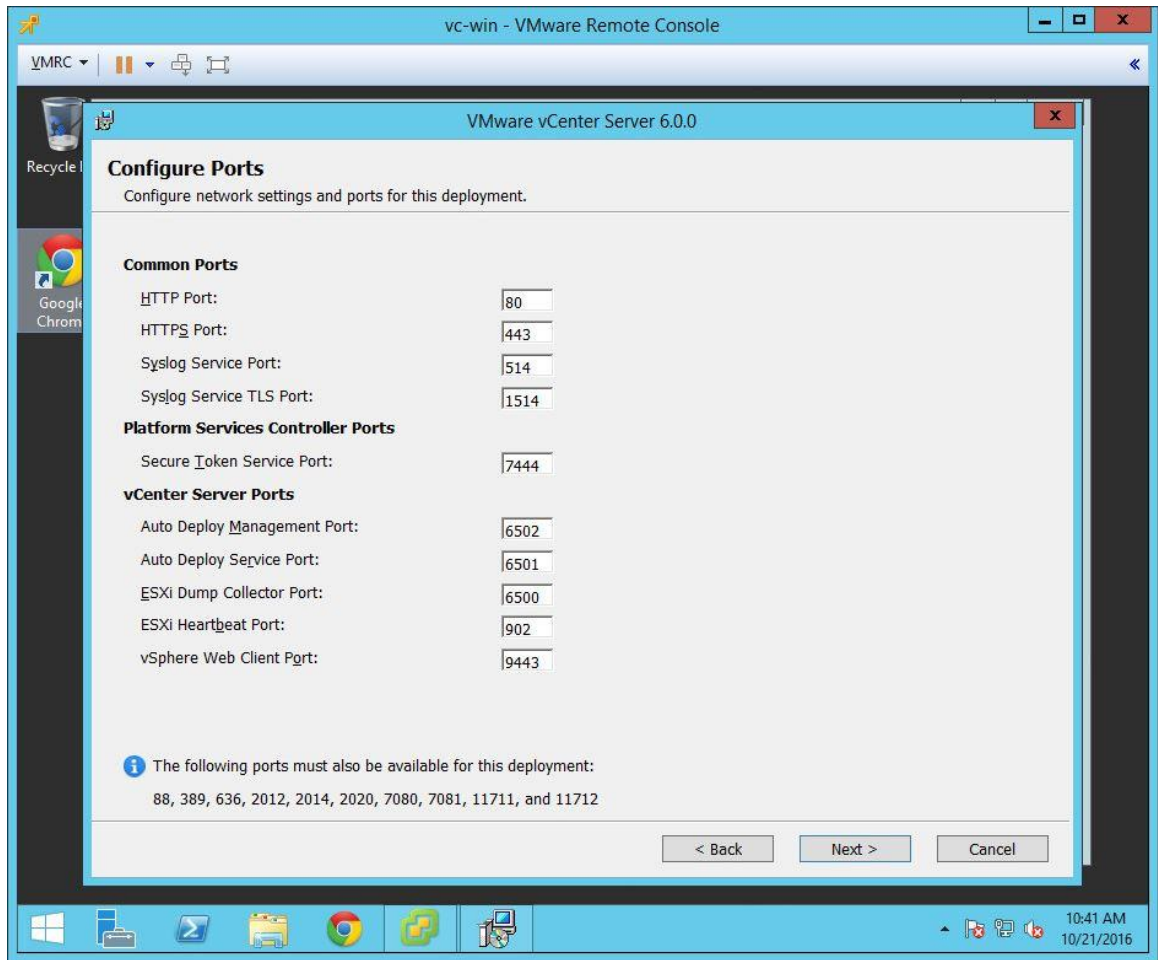 vc-win - VMware Remote Console
VMRC
«
Recycle
VMware vCenter Server 6.0.0
Configure Ports
Configure network settings and ports for this deployment.
Google
Chrom
Common Ports
HTTP Port: 80
HTTPS Port: 443
Syslog Service Port: 514
Syslog Service TLS Port: 1514
Platform Services Controller Ports
Secure Token Service Port: 7444
vCenter Server Ports
Auto Deploy Management Port: 6502
Auto Deploy Service Port: 6501
ESXi Dump Collector Port: 6500
ESXi Heartbeat Port: 902
vSphere Web Client Port: 9443
The following ports must also be available for this deployment:
88, 389, 636, 2012, 2014, 2020, 7080, 7081, 11711, and 11712
< Back Next > Cancel
10:41 AM
10/21/2016